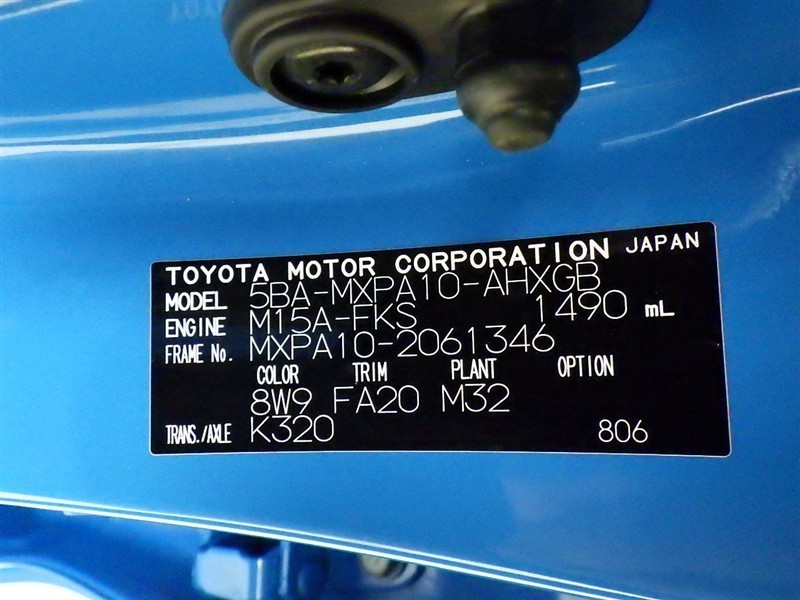 TOYOTA MOTOR CORPORATION JAPAN
MODEL 5BA-MXPA10-AHXGB
ENGINE M15A-FKS 1490 mL
FRAME No. MXPA10-2061346
COLOR TRIM PLANT OPTION
8W9 FA20 M32
TRANS./AXLE K320 806